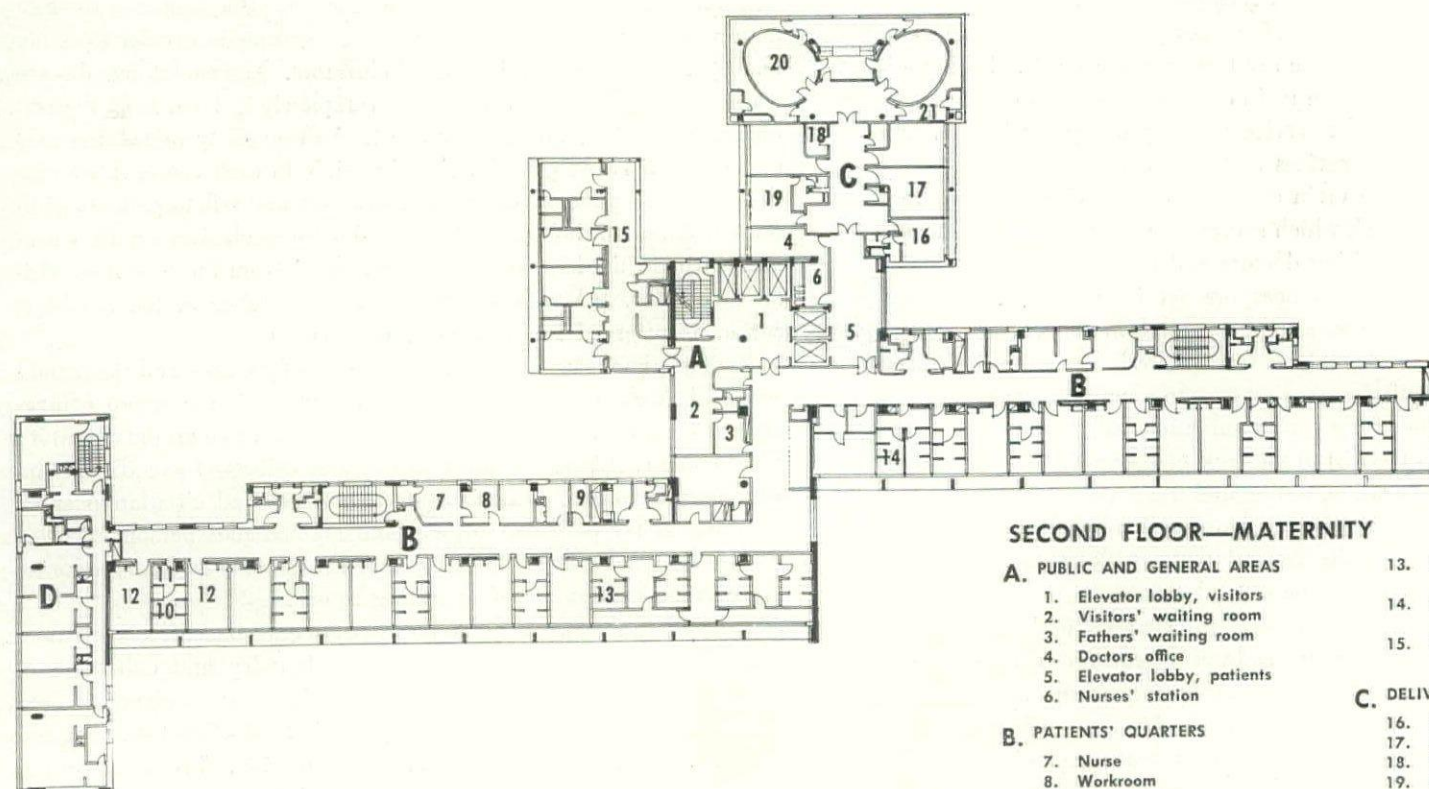 20
21
18
C
17
19
15
16
4
6
1
5
A
B
2
3
14
7
8
9
B
D
11
12
12
10
13
SECOND FLOOR—MATERNITY
A. PUBLIC AND GENERAL AREAS
1. Elevator lobby, visitors
2. Visitors' waiting room
3. Fathers' waiting room
4. Doctors office
5. Elevator lobby, patients
6. Nurses' station
B. PATIENTS' QUARTERS
7. Nurse
8. Workroom
13.
14.
15.
C.
16.
17.
18.
19.